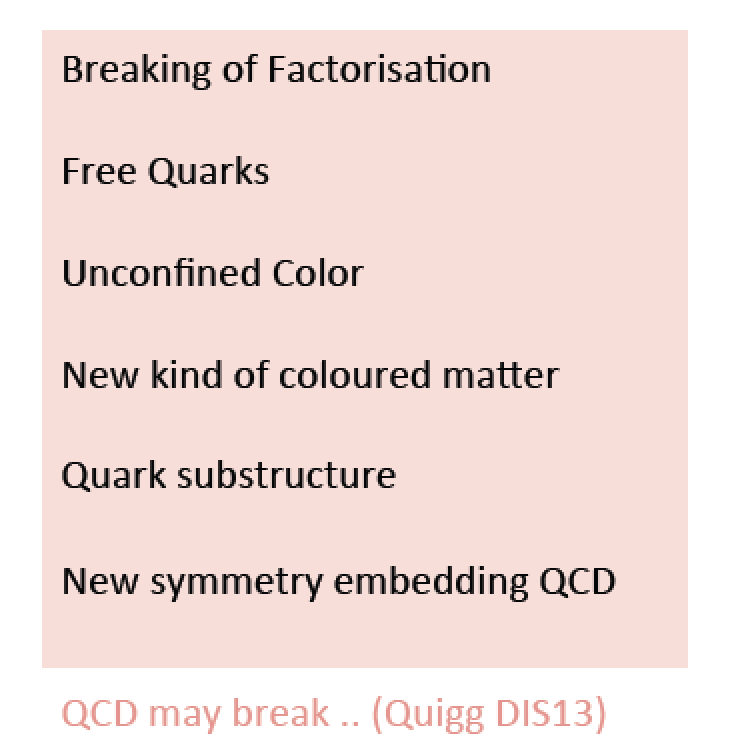 Breaking of Factorisation
Free Quarks
Unconfined Color
New kind of coloured matter
Quark substructure
New symmetry embedding QCD
QCD may break .. (Quigg DIS13)